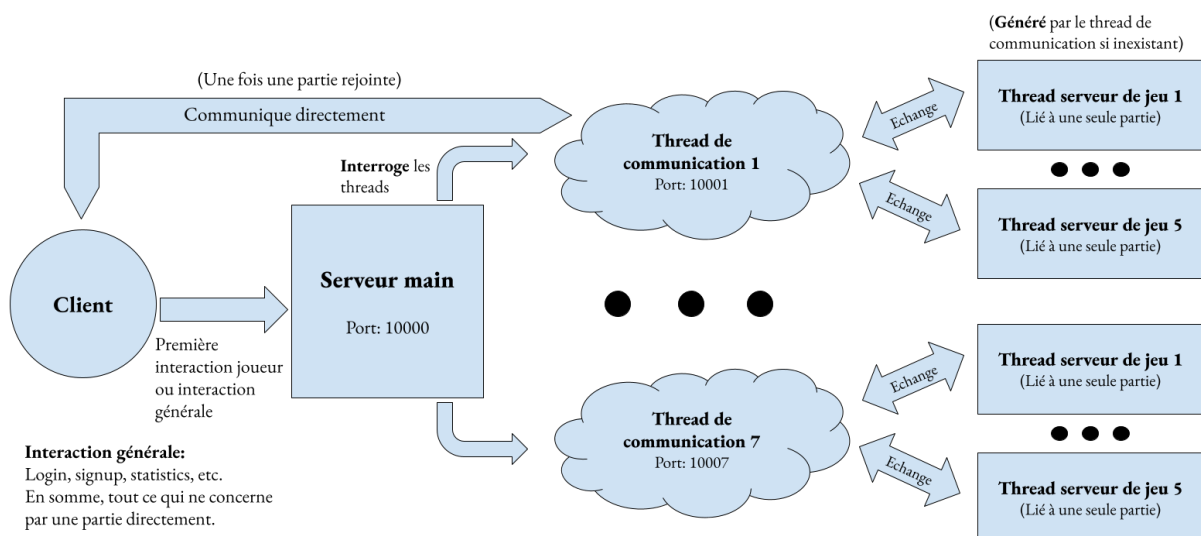 (Généré par le thread de
communication si inexistant)
(Une fois une partie rejointe)
Communique directement
Interroge les
threads
Thread de
communication 1
Port: 10001
Echange
Echange
Thread serveur de jeu 1
(Lié à une seule partie)
Thread serveur de jeu 5
(Lié à une seule partie)
Client
Serveur main
Port: 10000
Première
interaction joueur
ou interaction
générale
Thread de
communication 7
Port: 10007
Echange
Echange
Thread serveur de jeu 1
(Lié à une seule partie)
Thread serveur de jeu 5
(Lié à une seule partie)
Interaction générale:
Login, signup, statistics, etc.
En somme, tout ce qui ne concerne
par une partie directement.